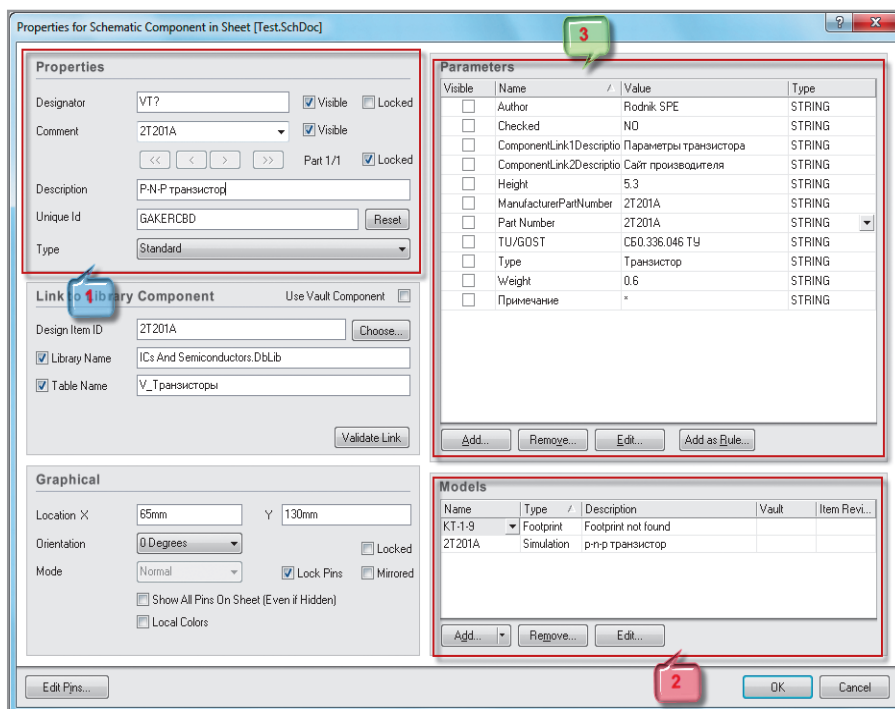 Properties for Schematic Component in Sheet [Test.SchDoc]
3
Properties
Designator VT? Visible Locked
Comment 2T201A Visible
<< < > >> Part 1/1 Locked
Description P-N-P транзистор
Unique Id GAKERCBD Reset
Type Standard
1
Link to Library Component Use Vault Component
Design Item ID 2T201A Choose...
Library Name ICs And Semiconductors.DbLib
Table Name V_Транзисторы
Validate Link
Graphical
Location X 65mm Y 130mm
Orientation 0 Degrees Locked
Mode Normal Lock Pins Mirrored
Show All Pins On Sheet (Even if Hidden)
Local Colors
Parameters
Visible Name Value Type
Author Rodnik SPE STRING
Checked NO STRING
ComponentLink1Descriptio Параметры транзистора STRING
ComponentLink2Descriptio Сайт производителя STRING
Height 5.3 STRING
ManufacturerPartNumber 2T201A STRING
Part Number 2T201A STRING
TU/GOST СБ0.336.046 ТУ STRING
Type Транзистор STRING
Weight 0.6 STRING
Примечание * STRING
Add... Remove... Edit... Add as Rule...
Models
Name Type Description Vault Item Revi...
KT-1-9 Footprint Footprint not found
2T201A Simulation p-n-p транзистор
Add... Remove... Edit...
2
Edit Pins... OK Cancel